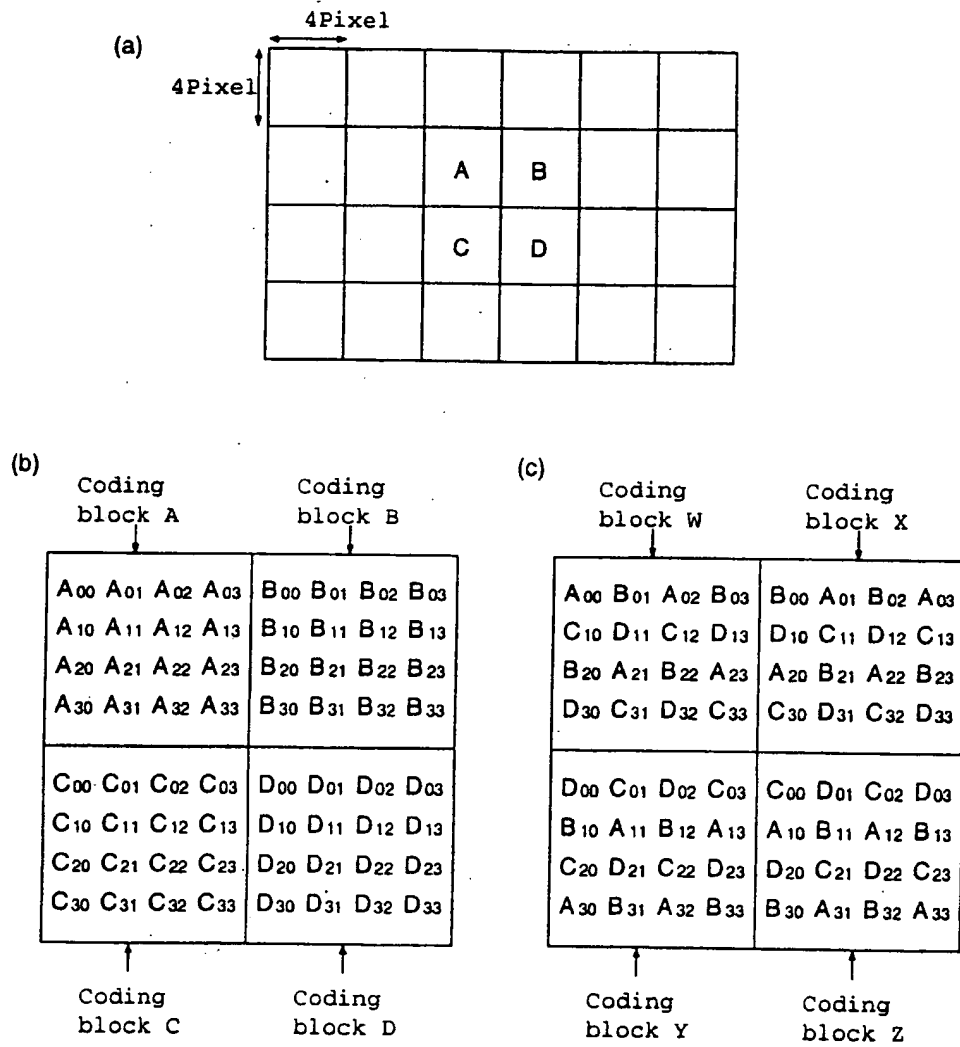 (a)
4Pixel
4Pixel
A B
C D
(b)
Coding
block A
Coding
block B
A00 A01 A02 A03 B00 B01 B02 B03
A10 A11 A12 A13 B10 B11 B12 B13
A20 A21 A22 A23 B20 B21 B22 B23
A30 A31 A32 A33 B30 B31 B32 B33
C00 C01 C02 C03 D00 D01 D02 D03
C10 C11 C12 C13 D10 D11 D12 D13
C20 C21 C22 C23 D20 D21 D22 D23
C30 C31 C32 C33 D30 D31 D32 D33
Coding
block C
Coding
block D
(c)
Coding
block W
Coding
block X
A00 B01 A02 B03 B00 A01 B02 A03
C10 D11 C12 D13 D10 C11 D12 C13
B20 A21 B22 A23 A20 B21 A22 B23
D30 C31 D32 C33 C30 D31 C32 D33
D00 C01 D02 C03 C00 D01 C02 D03
B10 A11 B12 A13 A10 B11 A12 B13
C20 D21 C22 D23 D20 C21 D22 C23
A30 B31 A32 B33 B30 A31 B32 A33
Coding
block Y
Coding
block Z